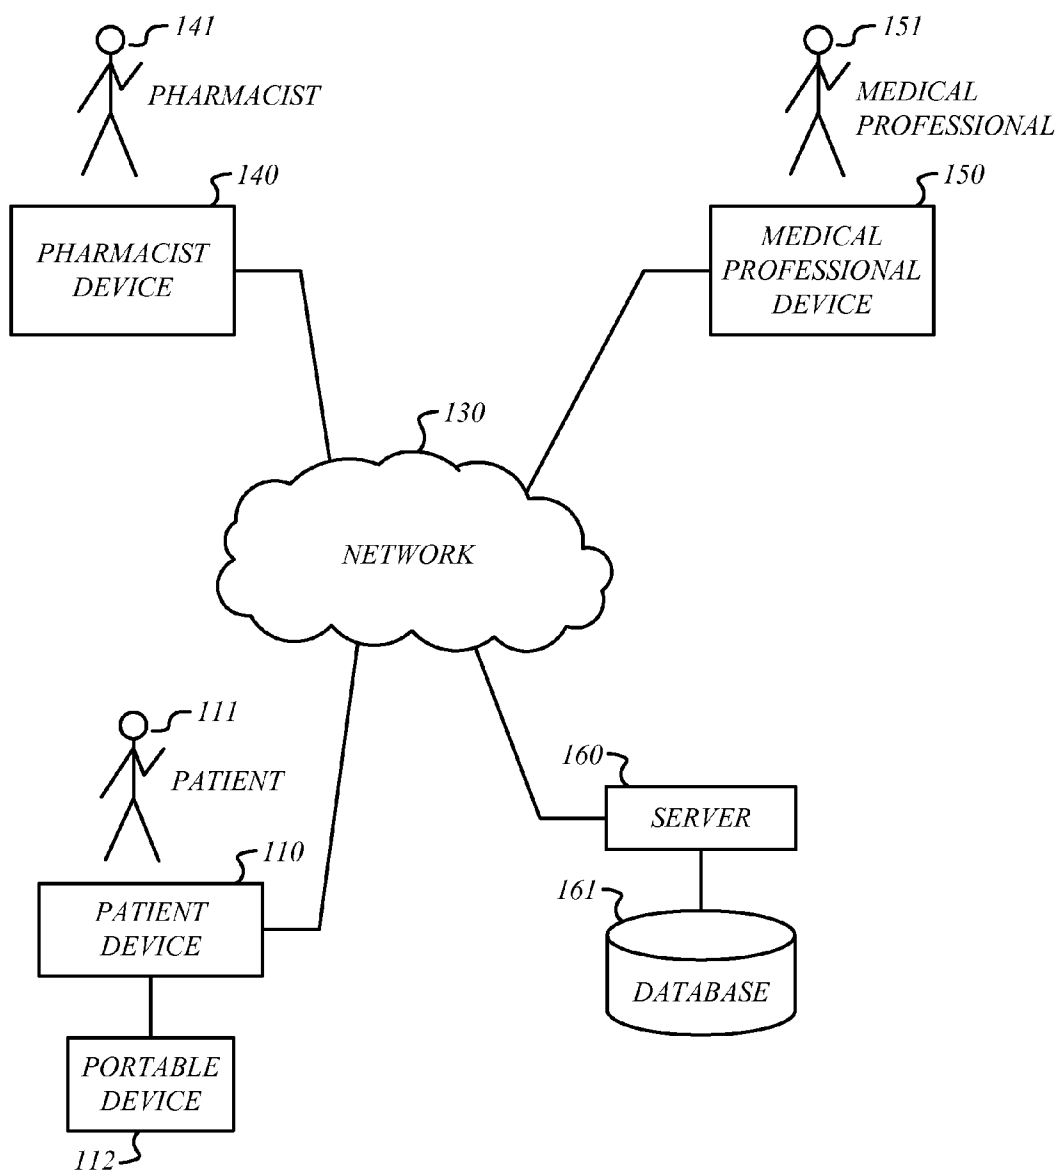 141
PHARMACIST
140
PHARMACIST
DEVICE
151
MEDICAL
PROFESSIONAL
150
MEDICAL
PROFESSIONAL
DEVICE
130
NETWORK
111
PATIENT
110
PATIENT
DEVICE
PORTABLE
DEVICE
112
160
SERVER
161
DATABASE